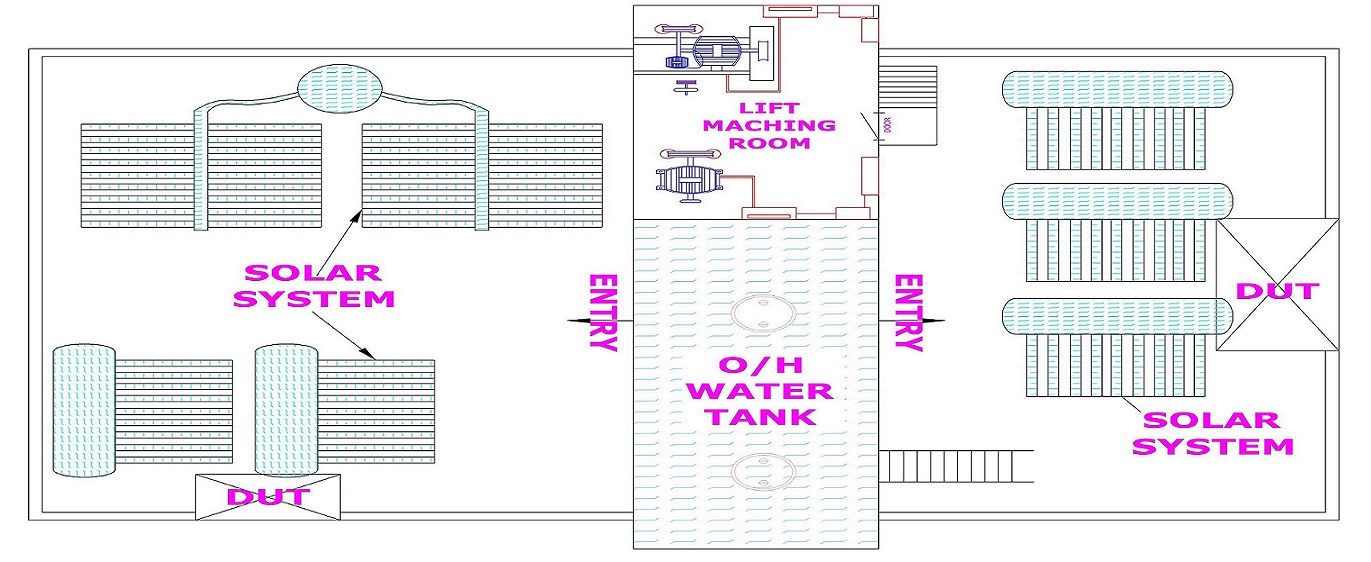 LIFT
MACHING
ROOM
DOOR
SOLAR
SYSTEM
ENTRY
ENTRY
DUT
O/H
WATER
TANK
SOLAR
SYSTEM
DUT